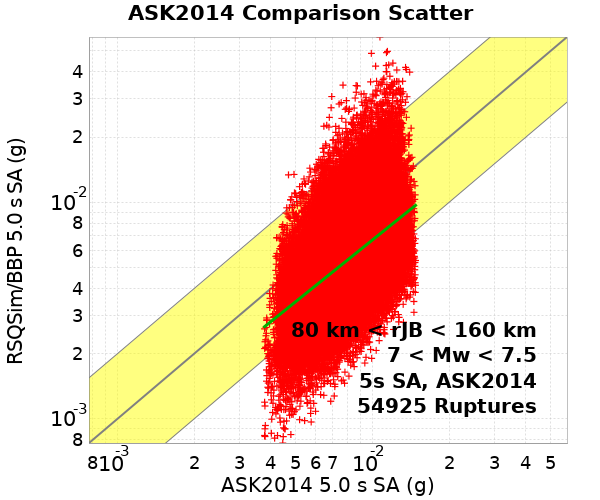 ASK2014 Comparison Scatter
RSQSim/BBP 5.0 s SA (g)
4
3
2
10-2
8
6
4
3
2
10-3
8
80 km < rJB < 160 km
7 < Mw < 7.5
5s SA, ASK2014
54925 Ruptures
8 10-3 2 3 4 5 6 7 10-2 2 3 4 5
ASK2014 5.0 s SA (g)